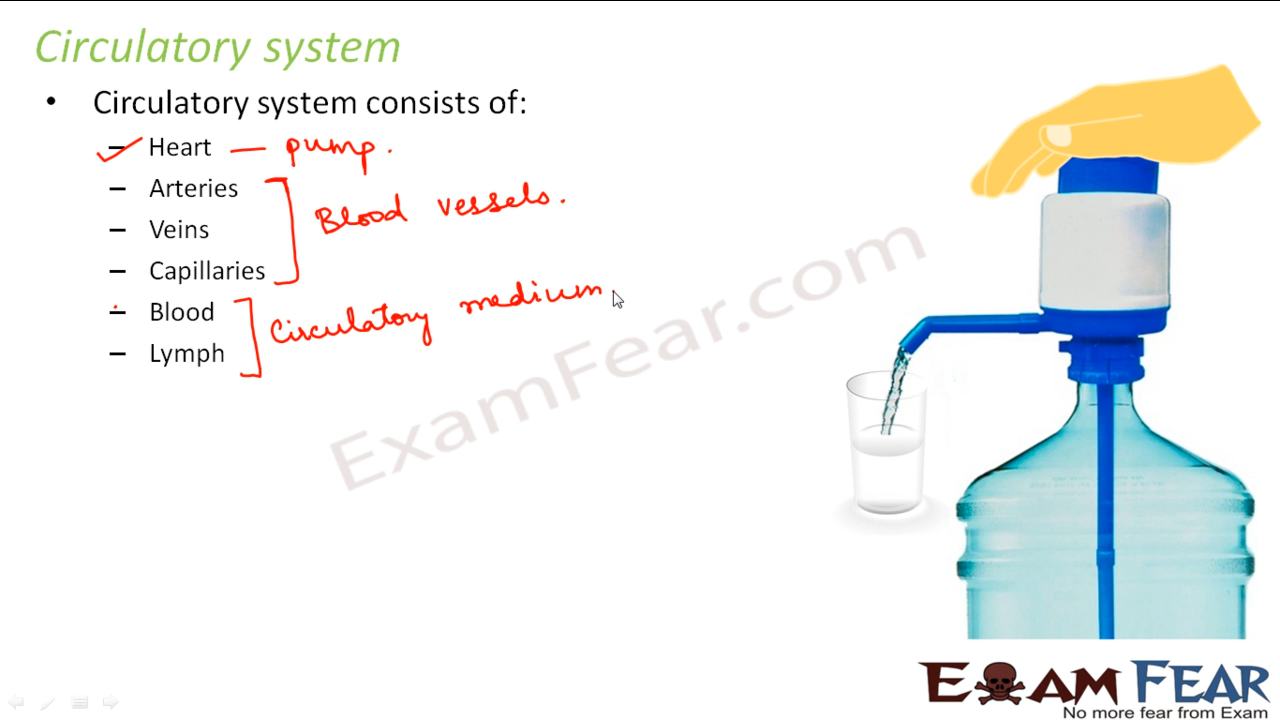 Circulatory system
• Circulatory system consists of:
– Heart — pump.
– Arteries
– Veins
– Capillaries
Blood vessels.
– Blood
– Lymph
Circulatory medium
ExamFear.com
EXAM FEAR
No more fear from Exam